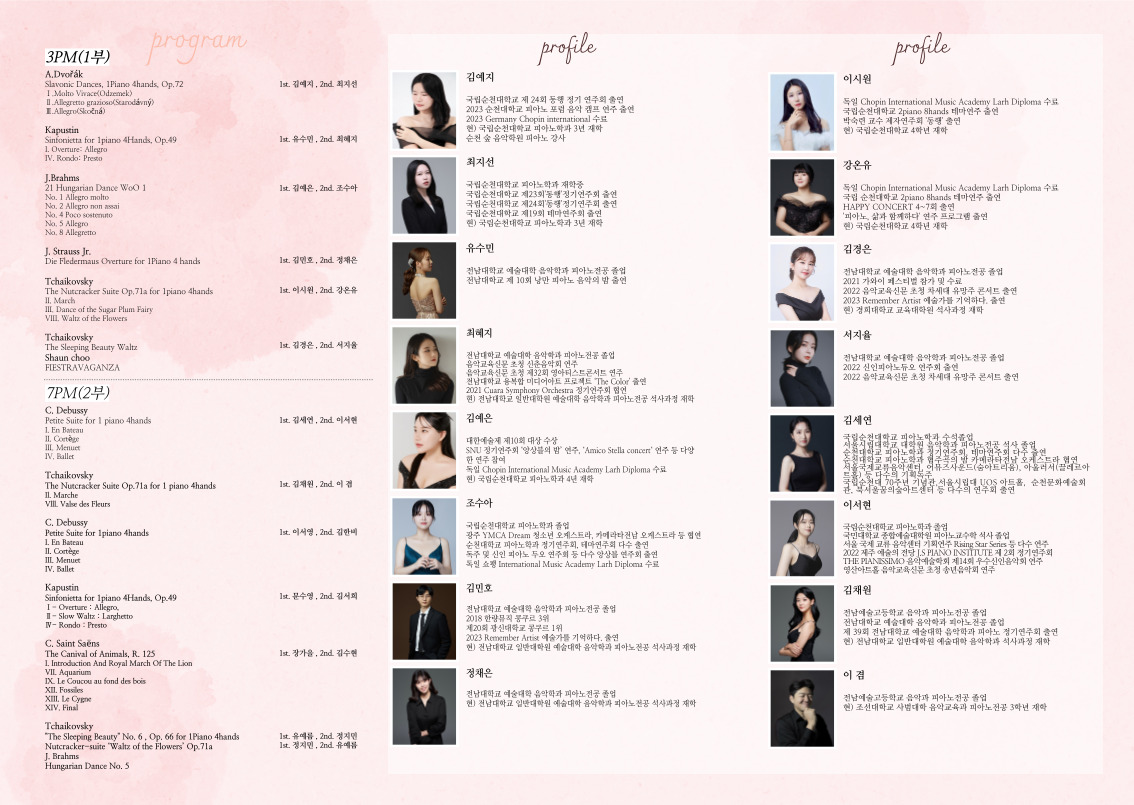 program
3PM(1부)
A.Dvořák
Slavonic Dances, 1Piano 4hands, Op.72
1st. 김예지 , 2nd. 최지선
Ⅰ.Molto Vivace(Odzemek)
Ⅱ.Allegretto grazioso(Starodávný)
Ⅲ.Allegro(Skočná)
Kapustin
Sinfonietta for 1piano 4Hands, Op.49
1st. 유수민 , 2nd. 최혜지
I. Overture: Allegro
IV. Rondo: Presto
J.Brahms
21 Hungarian Dance WoO 1
1st. 김예은 , 2nd. 조수아
No. 1 Allegro molto
No. 2 Allegro non assai
No. 4 Poco sostenuto
No. 5 Allegro
No. 8 Allegretto
J. Strauss Jr.
Die Fledermaus Overture for 1Piano 4 hands
1st. 김민호 , 2nd. 정채은
Tchaikovsky
The Nutcracker Suite Op.71a for 1piano 4hands
1st. 이시원 , 2nd. 강온유
II. March
III. Dance of the Sugar Plum Fairy
VIII. Waltz of the Flowers
Tchaikovsky
The Sleeping Beauty Waltz
1st. 김경은 , 2nd. 서지율
Shaun choo
FIESTRAVAGANZA
7PM(2부)
C. Debussy
Petite Suite for 1 piano 4hands
1st. 김세연 , 2nd. 이서현
I. En Bateau
II. Cortège
III. Menuet
IV. Ballet
Tchaikovsky
The Nutcracker Suite Op.71a for 1 piano 4hands
1st. 김채원 , 2nd. 이 겸
II. Marche
VIII. Valse des Fleurs
C. Debussy
Petite Suite for 1piano 4hands
1st. 이서영 , 2nd. 김한비
I. En Bateau
II. Cortège
III. Menuet
IV. Ballet
Kapustin
Sinfonietta for 1piano 4Hands, Op.49
1st. 문수영 , 2nd. 김서희
Ⅰ- Overture : Allegro,
Ⅱ- Slow Waltz : Larghetto
Ⅳ- Rondo : Presto
C. Saint Saëns
The Canival of Animals, R. 125
1st. 장가을 , 2nd. 김수현
I. Introduction And Royal March Of The Lion
VII. Aquarium
IX. Le Coucou au fond des bois
XII. Fossiles
XIII. Le Cygne
XIV. Final
Tchaikovsky
"The Sleeping Beauty" No. 6 , Op. 66 for 1Piano 4hands
1st. 유예롬 , 2nd. 정지민
Nutcracker-suite 'Waltz of the Flowers' Op.71a
1st. 정지민 , 2nd. 유예롬
J. Brahms
Hungarian Dance No. 5
profile
김예지
국립순천대학교 제 24회 동행 정기 연주회 출연
2023 순천대학교 피아노 포럼 음악 캠프 연주 출연
2023 Germany Chopin international 수료
현) 국립순천대학교 피아노학과 3년 재학
순천 숲 음악학원 피아노 강사
최지선
국립순천대학교 피아노학과 재학중
국립순천대학교 제23회'동행'정기연주회 출연
국립순천대학교 제24회'동행'정기연주회 출연
국립순천대학교 제19회 테마연주회 출연
현) 국립순천대학교 피아노학과 3년 재학
유수민
전남대학교 예술대학 음악학과 피아노전공 졸업
전남대학교 제 10회 낭만 피아노 음악의 밤 출연
최혜지
전남대학교 예술대학 음악학과 피아노전공 졸업
음악교육신문 초청 신춘음악회 연주
음악교육신문 초청 제32회 영아티스트콘서트 연주
전남대학교 융복합 미디어아트 프로젝트 'The Color' 출연
2021 Cuara Symphony Orchestra 정기연주회 협연
현) 전남대학교 일반대학원 예술대학 음악학과 피아노전공 석사과정 재학
김예은
대한예술제 제10회 대상 수상
SNU 정기연주회 '앙상블의 밤' 연주, 'Amico Stella concert' 연주 등 다양
한 연주 참여
독일 Chopin International Music Academy Larh Diploma 수료
현) 국립순천대학교 피아노학과 4년 재학
조수아
국립순천대학교 피아노학과 졸업
광주 YMCA Dream 청소년 오케스트라, 카메라타전남 오케스트라 등 협연
순천대학교 피아노학과 정기연주회, 테마연주회 다수 출연
독주 및 신인 피아노 듀오 연주회 등 다수 앙상블 연주회 출연
독일 쇼팽 International Music Academy Larh Diploma 수료
김민호
전남대학교 예술대학 음악학과 피아노전공 졸업
2018 한양뮤직 콩쿠르 3위
제20회 광신대학교 콩쿠르 1위
2023 Remember Artist 예술가를 기억하다. 출연
현) 전남대학교 일반대학원 예술대학 음악학과 피아노전공 석사과정 재학
정채은
전남대학교 예술대학 음악학과 피아노전공 졸업
현) 전남대학교 일반대학원 예술대학 음악학과 피아노전공 석사과정 재학
profile
이시원
독일 Chopin International Music Academy Larh Diploma 수료
국립순천대학교 2piano 8hands 테마연주 출연
박숙련 교수 제자연주회 '동행' 출연
현) 국립순천대학교 4학년 재학
강온유
독일 Chopin International Music Academy Larh Diploma 수료
국립 순천대학교 2piano 8hands 테마연주 출연
HAPPY CONCERT 4~7회 출연
'피아노, 삶과 함께하다' 연주 프로그램 출연
현) 국립순천대학교 4학년 재학
김경은
전남대학교 예술대학 음악학과 피아노전공 졸업
2021 가와이 페스티벌 참가 및 수료
2022 음악교육신문 초청 차세대 유망주 콘서트 출연
2023 Remember Artist 예술가를 기억하다. 출연
현) 경희대학교 교육대학원 석사과정 재학
서지율
전남대학교 예술대학 음악학과 피아노전공 졸업
2022 신인피아노듀오 연주회 출연
2022 음악교육신문 초청 차세대 유망주 콘서트 출연
김세연
국립순천대학교 피아노학과 수석졸업
서울시립대학교 대학원 음악학과 피아노전공 석사 졸업
순천대학교 피아노학과 정기연주회, 테마연주회 다수 출연
순천대학교 피아노학과 협주곡의 밤 카메라타전남 오케스트라 협연
서울국제교류음악센터, 어퓨즈사운드(숨아트리움), 아울러서(끌레르아
트홀) 등 다수의 기획독주
국립순천대 70주년 기념관,서울시립대 UOS 아트홀, 순천문화예술회
관, 북서울꿈의숲아트센터 등 다수의 연주회 출연
이서현
국립순천대학교 피아노학과 졸업
국민대학교 종합예술대학원 피아노교수학 석사 졸업
서울 국제 교류 음악센터 기획연주 Rising Star Series 등 다수 연주
2022 제주 예술의 전당 J.S PIANO INSTITUTE 제 2회 정기연주회
THE PIANISSIMO 음악예술학회 제14회 우수신인음악회 연주
영산아트홀 음악교육신문 초청 송년음악회 연주
김채원
전남예술고등학교 음악과 피아노전공 졸업
전남대학교 예술대학 음악학과 피아노전공 졸업
제 39회 전남대학교 예술대학 음악학과 피아노 정기연주회 출연
현) 전남대학교 일반대학원 예술대학 음악학과 석사과정 재학
이 겸
전남예술고등학교 음악과 피아노전공 졸업
현) 조선대학교 사범대학 음악교육과 피아노전공 3학년 재학